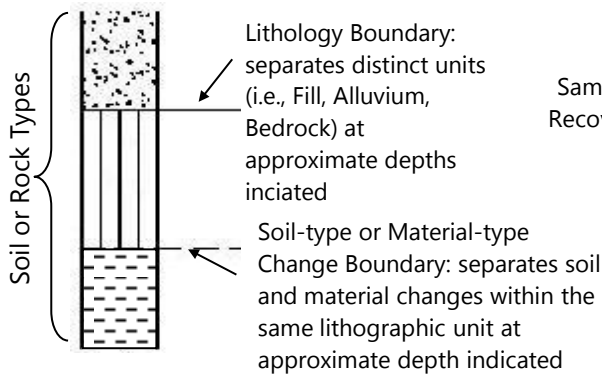 Soil or Rock Types
Lithology Boundary:
separates distinct units
(i.e., Fill, Alluvium,
Bedrock) at
approximate depths
inciated
Sam
Recov
Soil-type or Material-type
Change Boundary: separates soil
and material changes within the
same lithographic unit at
approximate depth indicated